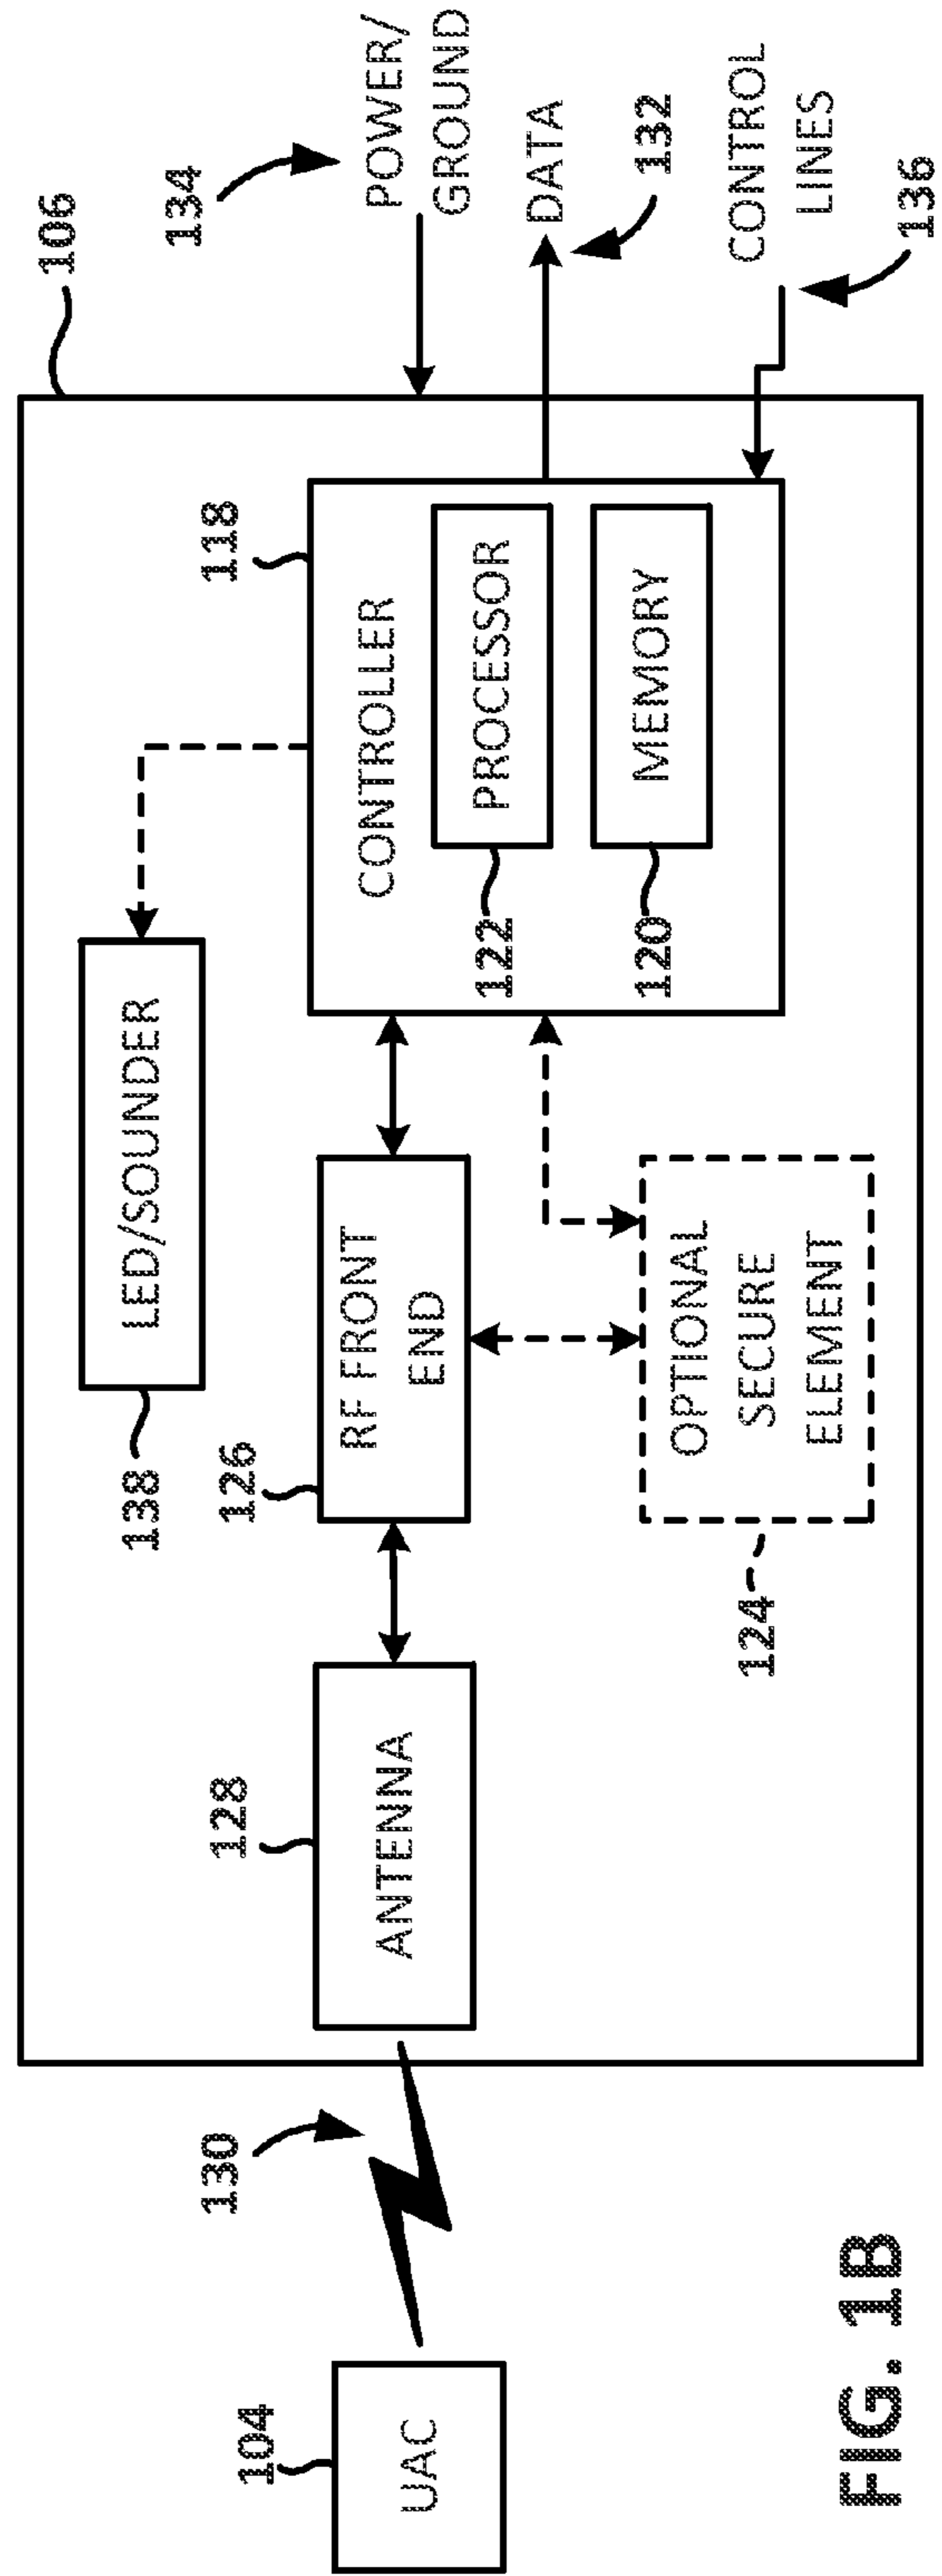 106
134
POWER/
GROUND
DATA
132
CONTROL
LINES
136
138
LED/SOUNDER
118
CONTROLLER
PROCESSOR
122
MEMORY
120
126
RF FRONT
END
OPTIONAL
SECURE
ELEMENT
124
128
ANTENNA
130
104
UAC
FIG. 1B